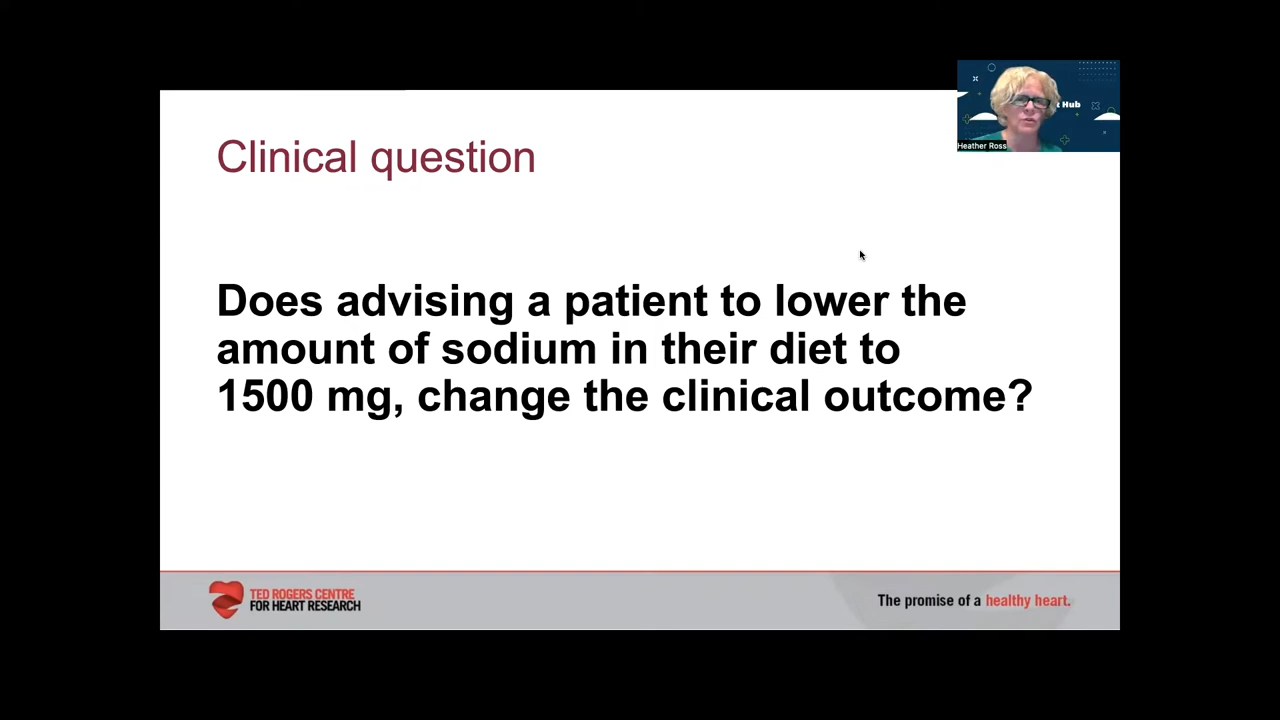 t Hub
Heather Ross
Clinical question
Does advising a patient to lower the
amount of sodium in their diet to
1500 mg, change the clinical outcome?
TED ROGERS CENTRE
FOR HEART RESEARCH
The promise of a healthy heart.